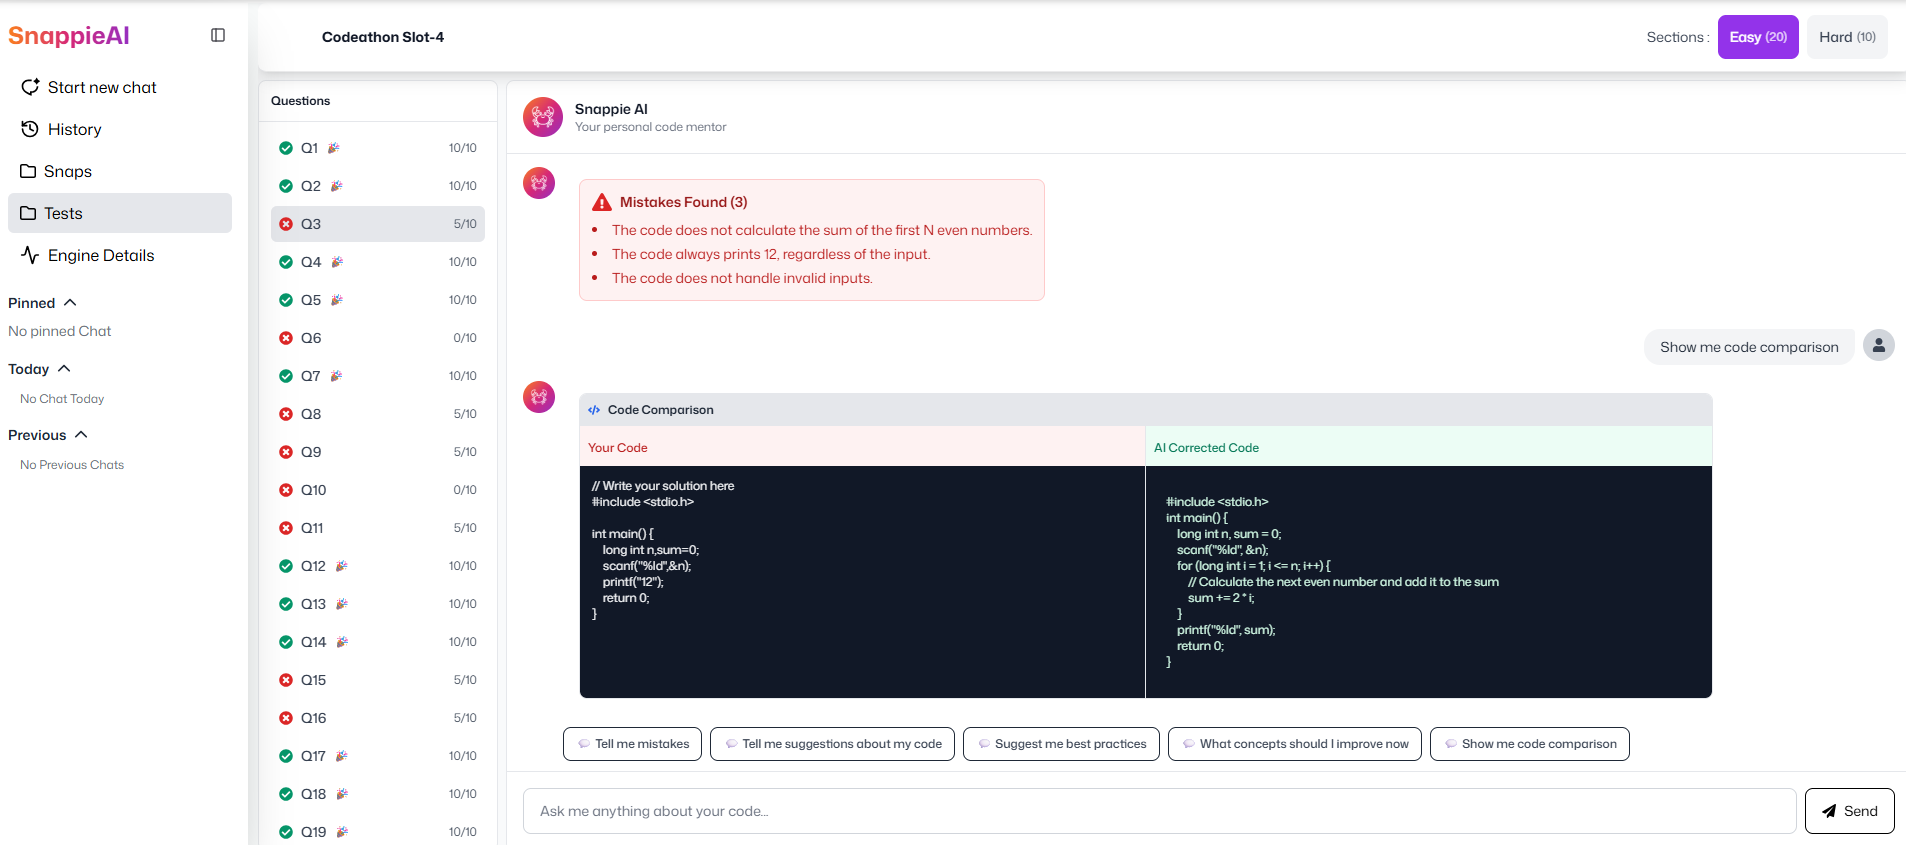 SnappieAI
Start new chat
History
Snaps
Tests
Engine Details
Pinned
No pinned Chat
Today
No Chat Today
Previous
No Previous Chats
Codeathon Slot-4
Sections :
Easy (20)
Hard (10)
Questions
Q1 10/10
Q2 10/10
Q3 5/10
Q4 10/10
Q5 10/10
Q6 0/10
Q7 10/10
Q8 5/10
Q9 5/10
Q10 0/10
Q11 5/10
Q12 10/10
Q13 10/10
Q14 10/10
Q15 5/10
Q16 5/10
Q17 10/10
Q18 10/10
Q19 10/10
Snappie AI
Your personal code mentor
Mistakes Found (3)
The code does not calculate the sum of the first N even numbers.
The code always prints 12, regardless of the input.
The code does not handle invalid inputs.
Show me code comparison
</> Code Comparison
Your Code
// Write your solution here
#include <stdio.h>
int main() {
long int n,sum=0;
scanf("%ld",&n);
printf("12");
return 0;
}
AI Corrected Code
#include <stdio.h>
int main() {
long int n, sum = 0;
scanf("%ld", &n);
for (long int i = 1; i <= n; i++) {
// Calculate the next even number and add it to the sum
sum += 2 * i;
}
printf("%ld", sum);
return 0;
}
Tell me mistakes
Tell me suggestions about my code
Suggest me best practices
What concepts should I improve now
Show me code comparison
Ask me anything about your code...
Send